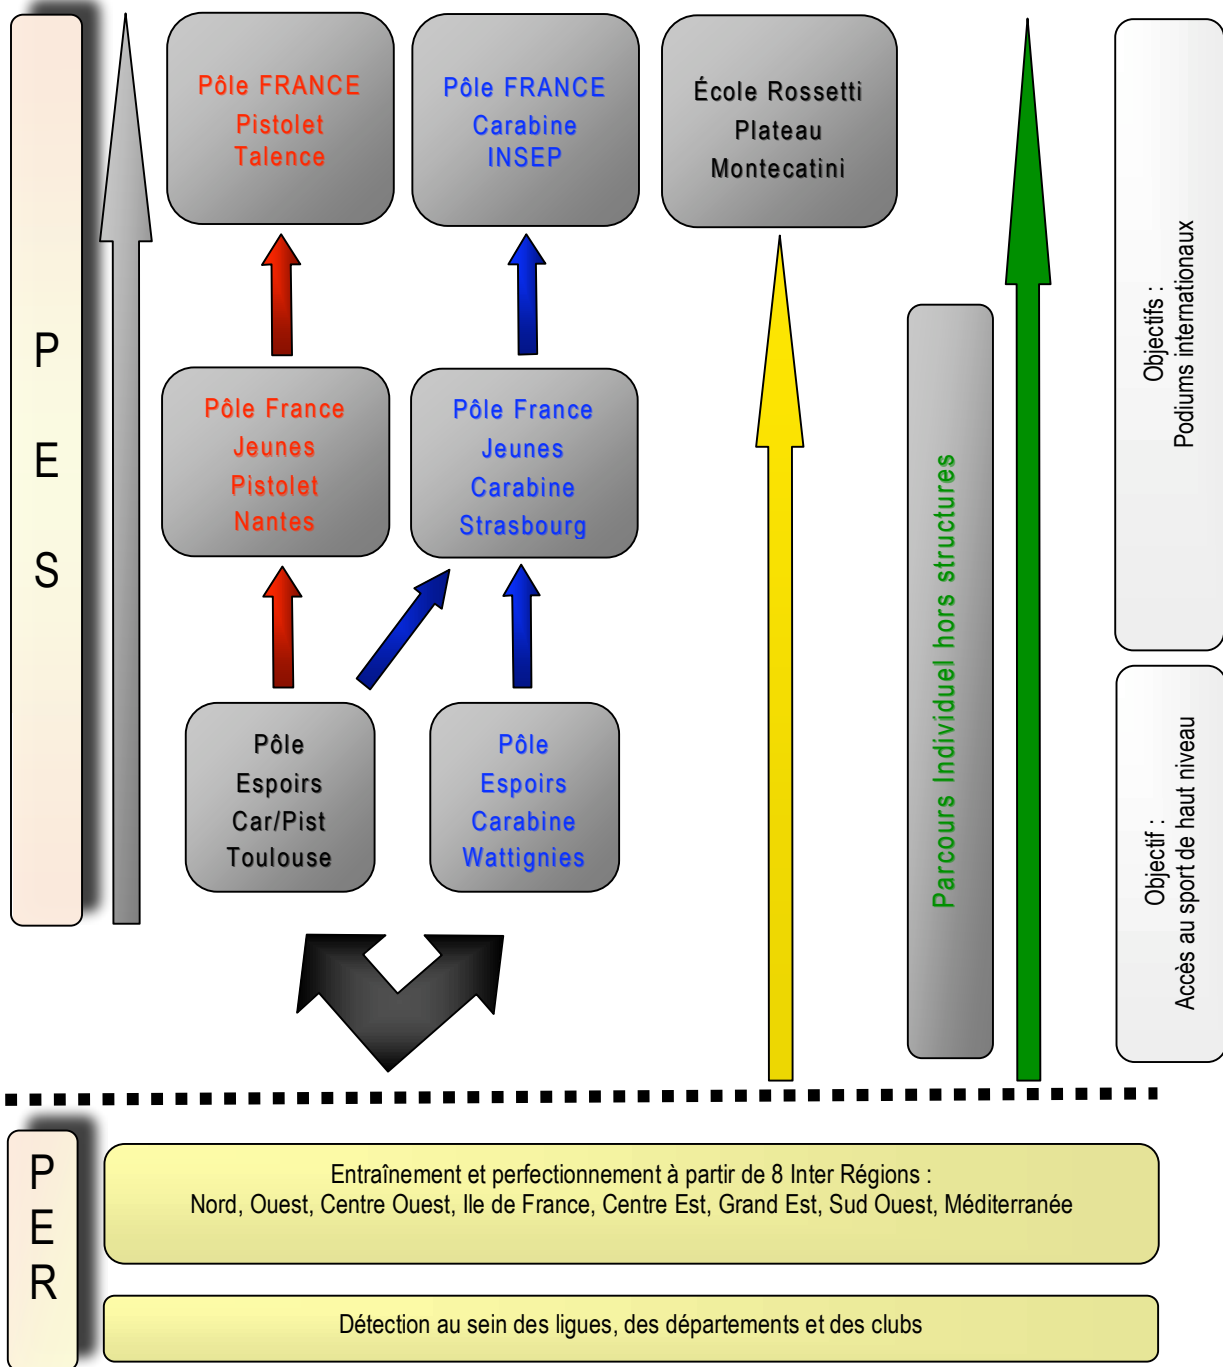 Pôle FRANCE
Pistolet
Talence
Pôle FRANCE
Carabine
INSEP
École Rossetti
Plateau
Montecatini
P
E
S
Pôle France
Jeunes
Pistolet
Nantes
Pôle France
Jeunes
Carabine
Strasbourg
Pôle
Espoirs
Car/Pist
Toulouse
Pôle
Espoirs
Carabine
Wattignies
Parcours Individuel hors structures
Objectifs :
Podiums internationaux
Objectif :
Accès au sport de haut niveau
P
E
R
Entraînement et perfectionnement à partir de 8 Inter Régions :
Nord, Ouest, Centre Ouest, Ile de France, Centre Est, Grand Est, Sud Ouest, Méditerranée
Détection au sein des ligues, des départements et des clubs